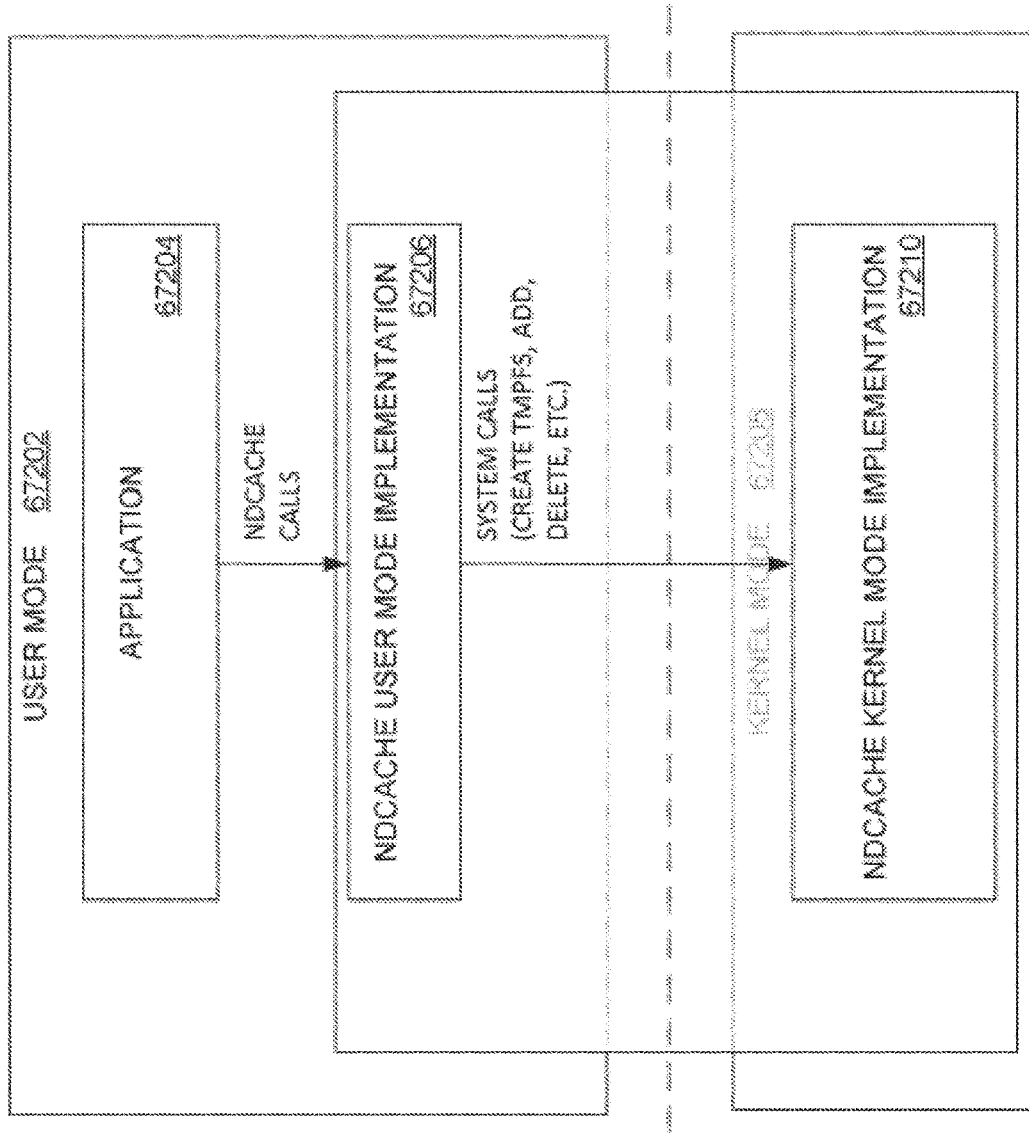 USER MODE 67202
APPLICATION
67204
NDCACHE
CALLS
NDCACHE USER MODE IMPLEMENTATION
67206
SYSTEM CALLS
(CREATE TMPFS, ADD,
DELETE, ETC.)
KERNEL MODE 67205
NDCACHE KERNEL MODE IMPLEMENTATION
67210